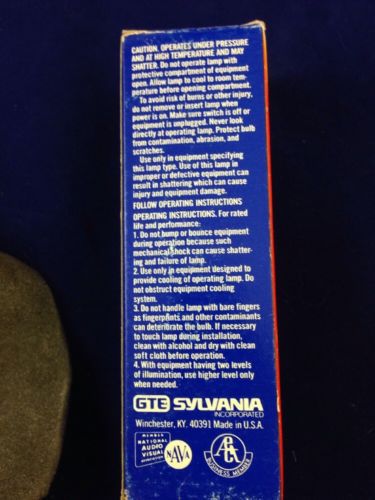 CAUTION. OPERATES UNDER PRESSURE
AND AT HIGH TEMPERATURE AND MAY
SHATTER. Do not operate lamp with
protective compartment of equipment
open. Allow lamp to cool to room tem-
perature before opening compartment.
To avoid risk of burns or other injury,
do not remove or insert lamp when
power is on. Make sure switch is off or
equipment is unplugged. Never look
directly at operating lamp. Protect bulb
from contamination, abrasion, and
scratches.
Use only in equipment specifying
this lamp type. Use of this lamp in
improper or defective equipment can
result in shattering which can cause
injury and equipment damage.
FOLLOW OPERATING INSTRUCTIONS
OPERATING INSTRUCTIONS. For rated
life and performance:
1. Do not bump or bounce equipment
during operation because such
mechanical shock can cause shatter-
ing and failure of lamp.
2. Use only in equipment designed to
provide cooling of operating lamp. Do
not obstruct equipment cooling
system.
3. Do not handle lamp with bare fingers
as fingerprints and other contaminants
can deteriorate the bulb. If necessary
to touch lamp during installation,
clean with alcohol and dry with clean
soft cloth before operation.
4. With equipment having two levels
of illumination, use higher level only
when needed.
GTE SYLVANIA
INCORPORATED
Winchester, KY. 40391 Made in U.S.A.
MEMBER
NATIONAL
AUDIO
VISUAL
NAVA
BUSINESS MEMBER